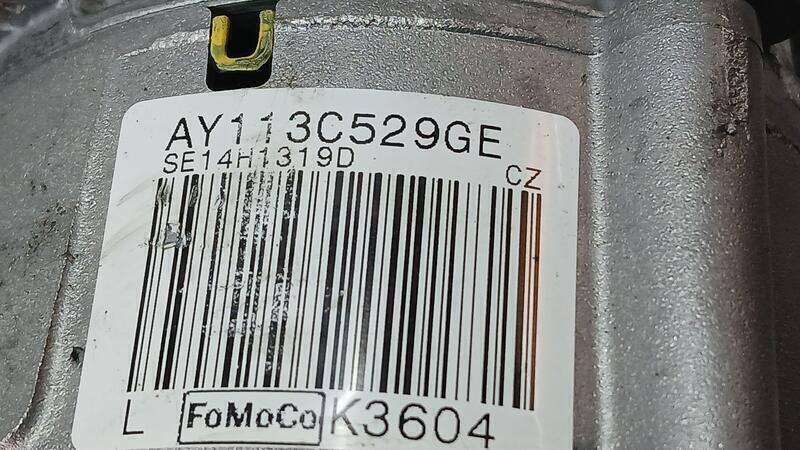 AY113C529GE
SE14H1319D CZ
L FoMoCo K3604